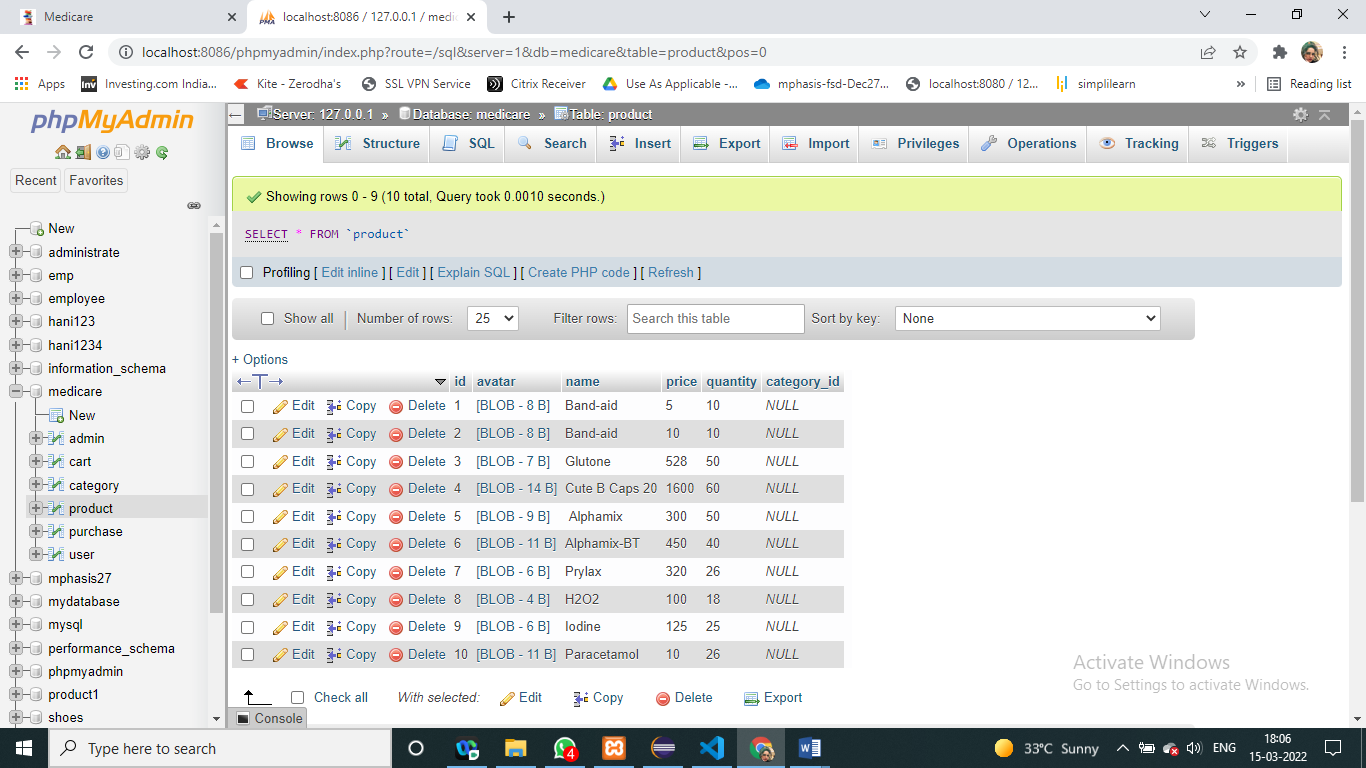 Medicare
localhost:8086 / 127.0.0.1 / medic
localhost:8086/phpmyadmin/index.php?route=/sql&server=1&db=medicare&table=product&pos=0
Apps Investing.com India... Kite - Zerodha's SSL VPN Service Citrix Receiver Use As Applicable -... mphasis-fsd-Dec27... localhost:8080 / 12... simplilearn » Reading list
phpMyAdmin
Recent Favorites
New
administrate
emp
employee
hani123
hani1234
information_schema
medicare
New
admin
cart
category
product
purchase
user
mphasis27
mydatabase
mysql
performance_schema
phpmyadmin
product1
shoes
Server: 127.0.0.1 » Database: medicare » Table: product
Browse Structure SQL Search Insert Export Import Privileges Operations Tracking Triggers
Showing rows 0 - 9 (10 total, Query took 0.0010 seconds.)
SELECT * FROM `product`
Profiling [ Edit inline ] [ Edit ] [ Explain SQL ] [ Create PHP code ] [ Refresh ]
Show all Number of rows: 25 Filter rows: Search this table Sort by key: None
+ Options
←T→ id avatar name price quantity category_id
Edit Copy Delete 1 [BLOB - 8 B] Band-aid 5 10 NULL
Edit Copy Delete 2 [BLOB - 8 B] Band-aid 10 10 NULL
Edit Copy Delete 3 [BLOB - 7 B] Glutone 528 50 NULL
Edit Copy Delete 4 [BLOB - 14 B] Cute B Caps 20 1600 60 NULL
Edit Copy Delete 5 [BLOB - 9 B] Alphamix 300 50 NULL
Edit Copy Delete 6 [BLOB - 11 B] Alphamix-BT 450 40 NULL
Edit Copy Delete 7 [BLOB - 6 B] Prylax 320 26 NULL
Edit Copy Delete 8 [BLOB - 4 B] H2O2 100 18 NULL
Edit Copy Delete 9 [BLOB - 6 B] Iodine 125 25 NULL
Edit Copy Delete 10 [BLOB - 11 B] Paracetamol 10 26 NULL
Check all With selected: Edit Copy Delete Export
Console
Activate Windows
Go to Settings to activate Windows.
Type here to search
4
33°C Sunny
ENG
18:06
15-03-2022